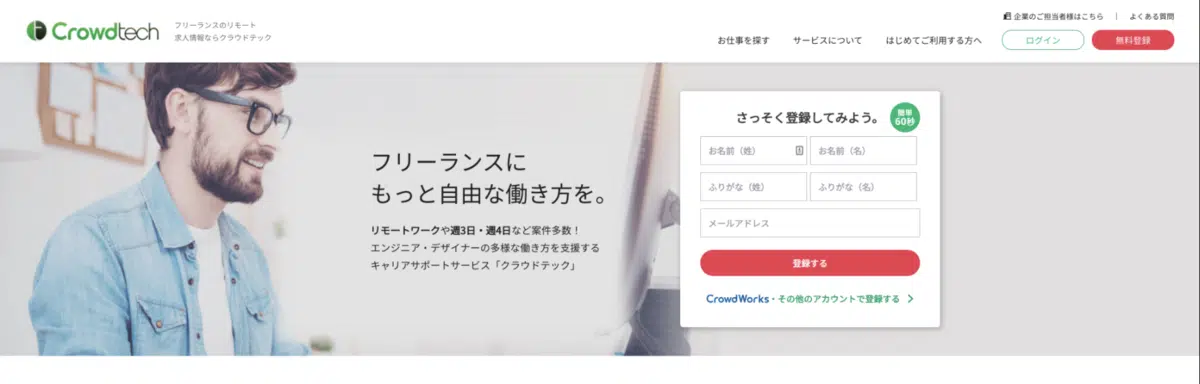 Crowdtech
フリーランスのリモート
求人情報ならクラウドテック
企業のご担当者様はこちら | よくある質問
お仕事を探す サービスについて はじめてご利用する方へ ログイン 無料登録
フリーランスに
もっと自由な働き方を。
リモートワークや週3日・週4日など案件多数！
エンジニア・デザイナーの多様な働き方を支援する
キャリアサポートサービス「クラウドテック」
さっそく登録してみよう。
簡単
60秒
お名前（姓） お名前（名）
ふりがな（姓） ふりがな（名）
メールアドレス
登録する
CrowdWorks・その他のアカウントで登録する